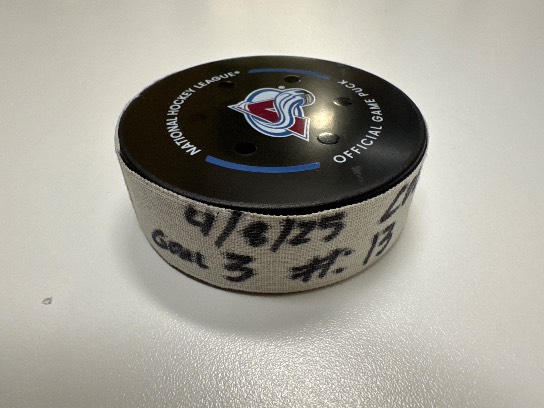 NATIONAL HOCKEY LEAGUE®
OFFICIAL GAME PUCK
4/8/25
GOAL 3 #: 13